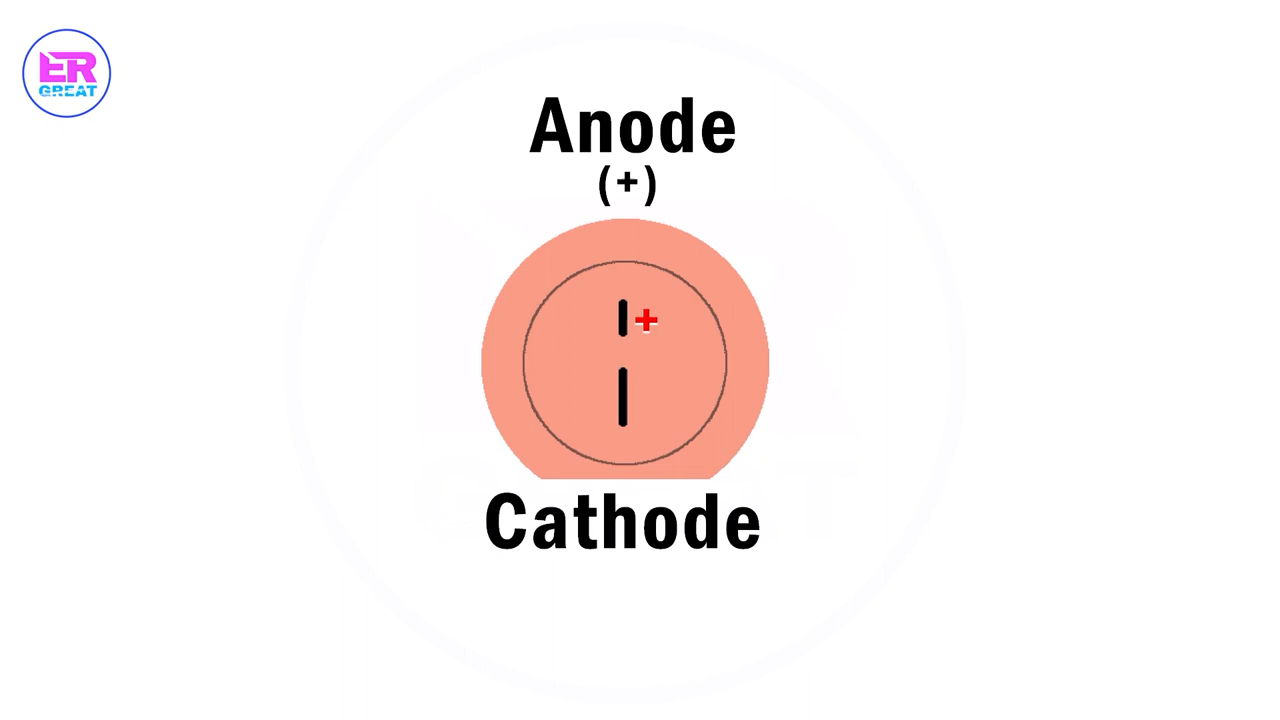 ER
GREAT
Anode
(+)
+
Cathode